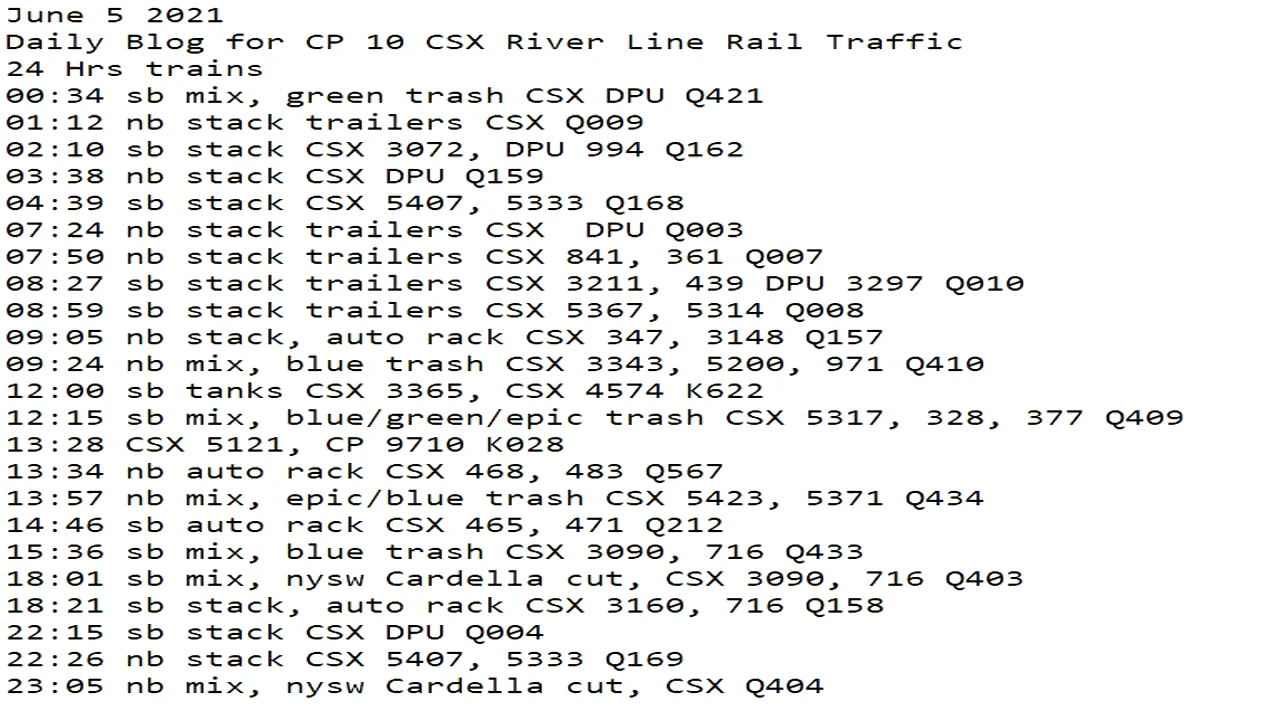 June 5 2021
Daily Blog for CP 10 CSX River Line Rail Traffic
24 Hrs trains
00:34 sb mix, green trash CSX DPU Q421
01:12 nb stack trailers CSX Q009
02:10 sb stack CSX 3072, DPU 994 Q162
03:38 nb stack CSX DPU Q159
04:39 sb stack CSX 5407, 5333 Q168
07:24 nb stack trailers CSX  DPU Q003
07:50 nb stack trailers CSX 841, 361 Q007
08:27 sb stack trailers CSX 3211, 439 DPU 3297 Q010
08:59 sb stack trailers CSX 5367, 5314 Q008
09:05 nb stack, auto rack CSX 347, 3148 Q157
09:24 nb mix, blue trash CSX 3343, 5200, 971 Q410
12:00 sb tanks CSX 3365, CSX 4574 K622
12:15 sb mix, blue/green/epic trash CSX 5317, 328, 377 Q409
13:28 CSX 5121, CP 9710 K028
13:34 nb auto rack CSX 468, 483 Q567
13:57 nb mix, epic/blue trash CSX 5423, 5371 Q434
14:46 sb auto rack CSX 465, 471 Q212
15:36 sb mix, blue trash CSX 3090, 716 Q433
18:01 sb mix, nysw Cardella cut, CSX 3090, 716 Q403
18:21 sb stack, auto rack CSX 3160, 716 Q158
22:15 sb stack CSX DPU Q004
22:26 nb stack CSX 5407, 5333 Q169
23:05 nb mix, nysw Cardella cut, CSX Q404